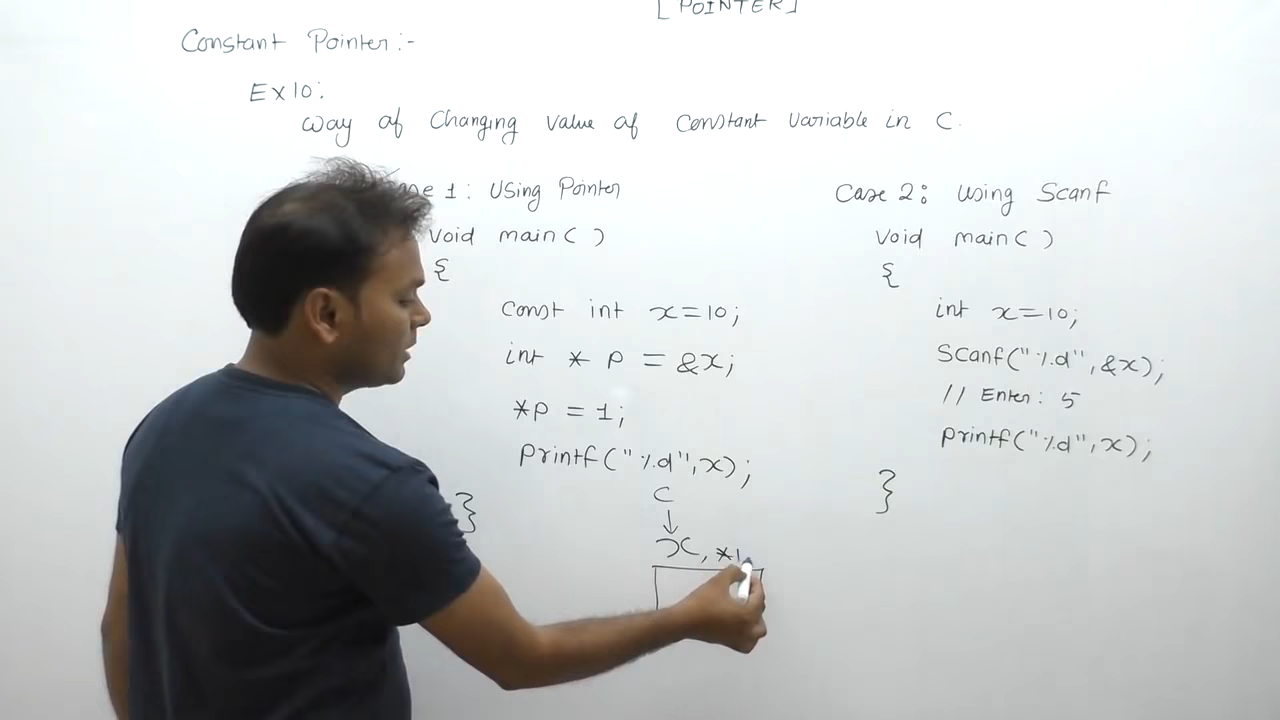 [POINTER]
Constant Pointer:-
Ex10:
Way of Changing value of constant variable in C.
1: Using Pointer
void main( )
{
const int x=10;
int * p = &x;
*p = 1;
printf("%d",x);
}
C
↓
x, *
Case 2: Using Scanf
void main( )
{
int x=10;
Scanf("%d",&x);
// Enter: 5
printf("%d",x);
}